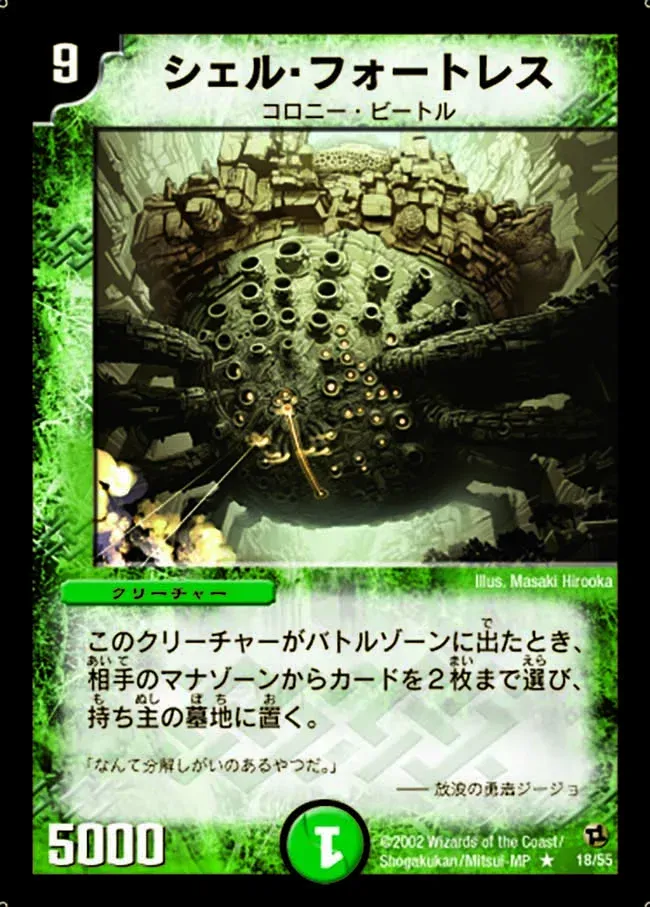 9
シェル・フォートレス
コロニー・ビートル
Illus. Masaki Hirooka
クリーチャー
このクリーチャーがバトルゾーンに出たとき、
相手のマナゾーンからカードを2枚まで選び、
持ち主の墓地に置く。
「なんて分解しがいのあるやつだ。」
―― 放浪の勇者ジージョ
5000
1
©2002 Wizards of the Coast/
Shogakukan/Mitsui-MP ★ 18/55